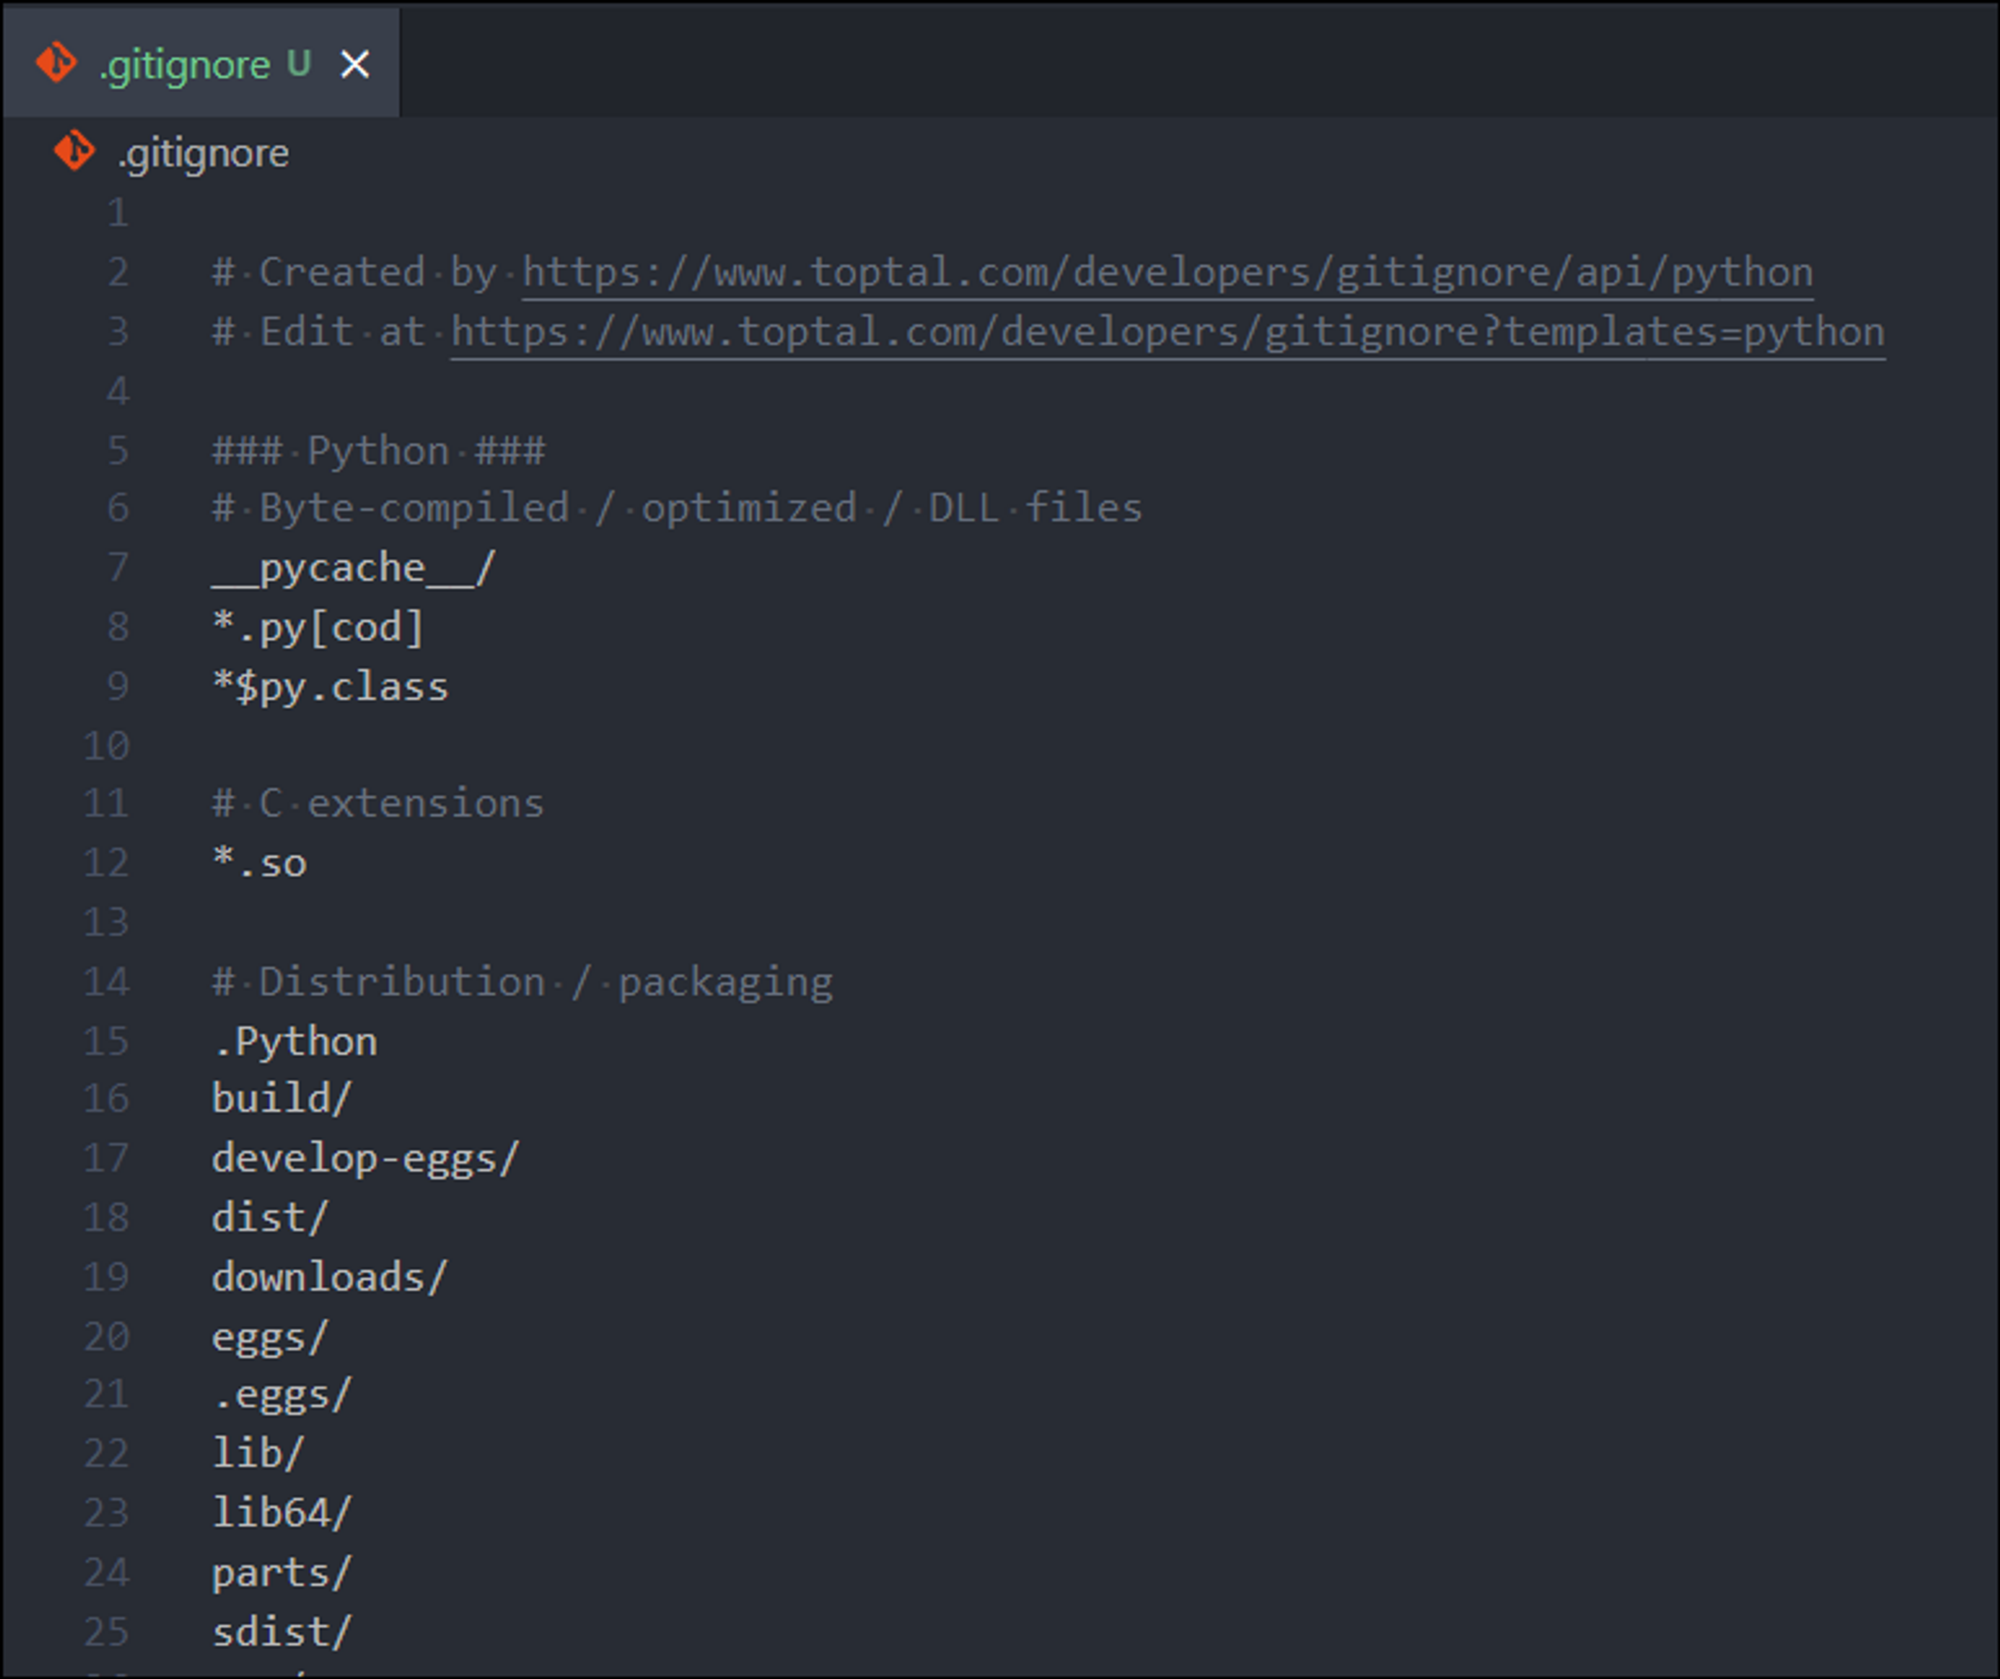 .gitignore U
.gitignore
1
2 # Created by https://www.toptal.com/developers/gitignore/api/python
3 # Edit at https://www.toptal.com/developers/gitignore?templates=python
4
5 ### Python ###
6 # Byte-compiled / optimized / DLL files
7 __pycache__/
8 *.py[cod]
9 *$py.class
10
11 # C extensions
12 *.so
13
14 # Distribution / packaging
15 .Python
16 build/
17 develop-eggs/
18 dist/
19 downloads/
20 eggs/
21 .eggs/
22 lib/
23 lib64/
24 parts/
25 sdist/